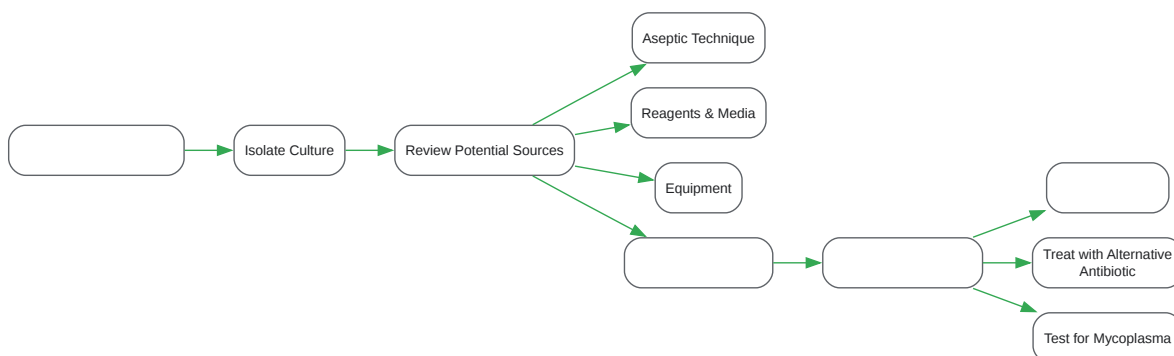 Aseptic Technique
Reagents & Media
Isolate Culture
Review Potential Sources
Equipment
Treat with Alternative
Antibiotic
Test for Mycoplasma